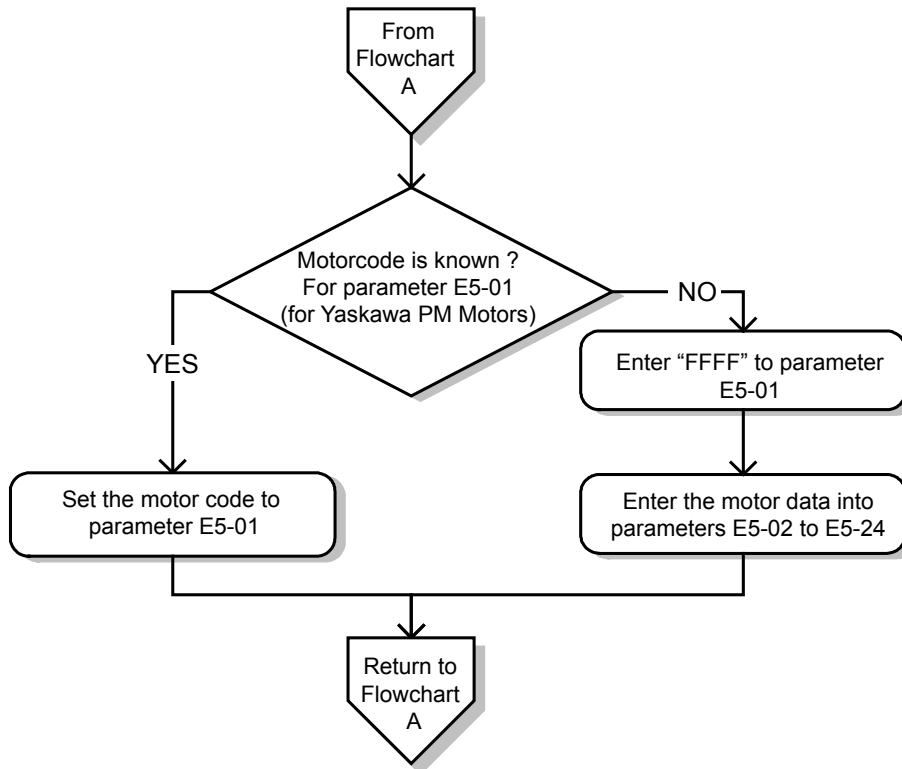 From
Flowchart
A
Motorcode is known ?
For parameter E5-01
(for Yaskawa PM Motors)
NO
YES
Enter “FFFF” to parameter
E5-01
Set the motor code to
parameter E5-01
Enter the motor data into
parameters E5-02 to E5-24
Return to
Flowchart
A